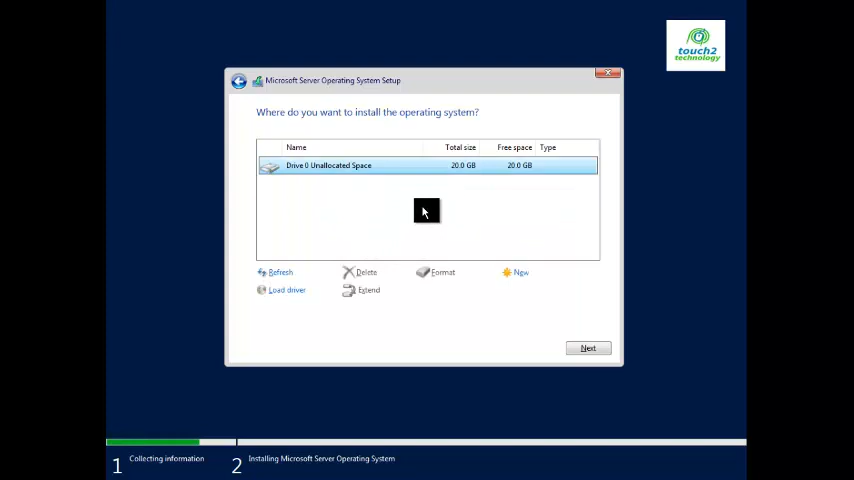 touch2
technology
Microsoft Server Operating System Setup
Where do you want to install the operating system?
Name Total size Free space Type
Drive 0 Unallocated Space 20.0 GB 20.0 GB
Refresh Delete Format New
Load driver Extend
Next
1 Collecting information 2 Installing Microsoft Server Operating System